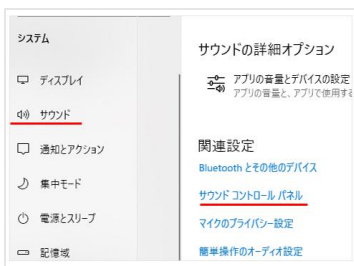 システム
ディスプレイ
サウンド
通知とアクション
集中モード
電源とスリープ
記憶域
サウンドの詳細オプション
アプリの音量とデバイスの設定
アプリの音量と、アプリで使用する
関連設定
Bluetooth とその他のデバイス
サウンド コントロール パネル
マイクのプライバシー設定
簡単操作のオーディオ設定